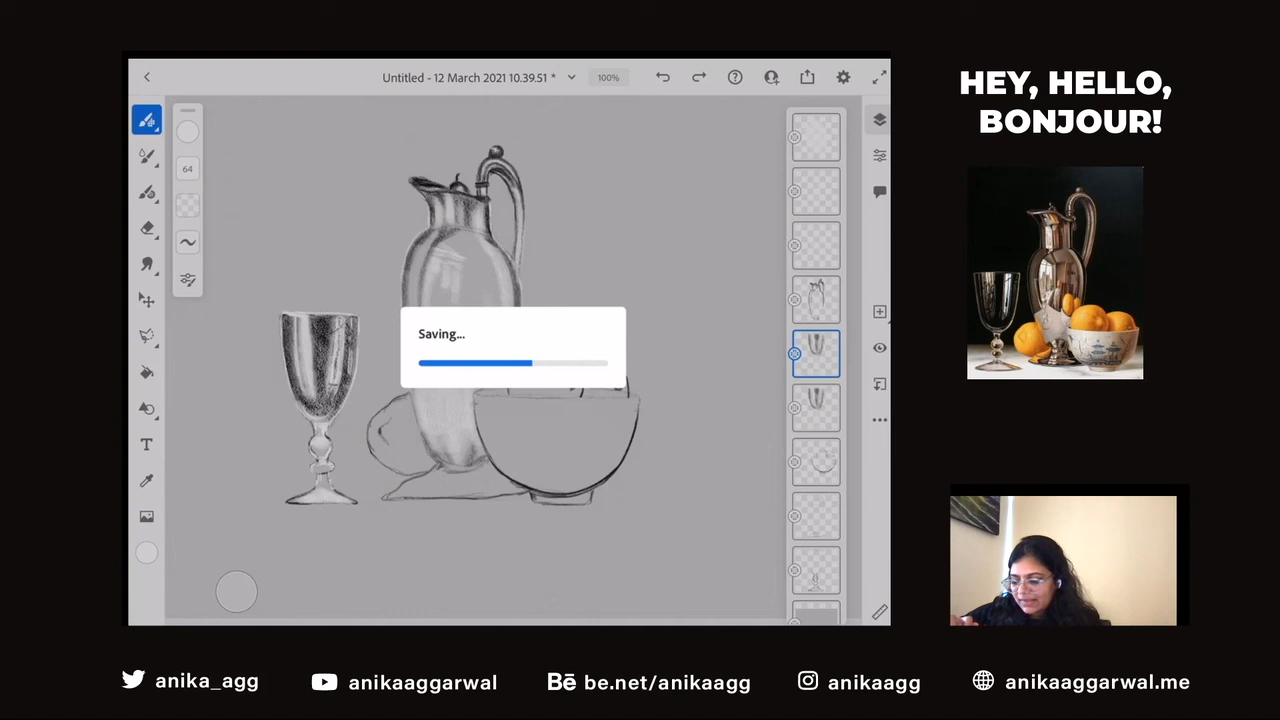 Untitled - 12 March 2021 10.39.51 *
100%
HEY, HELLO,
BONJOUR!
64
Saving...
T
anika_agg
anikaaggarwal
Bē be.net/anikaagg
anikaagg
anikaaggarwal.me